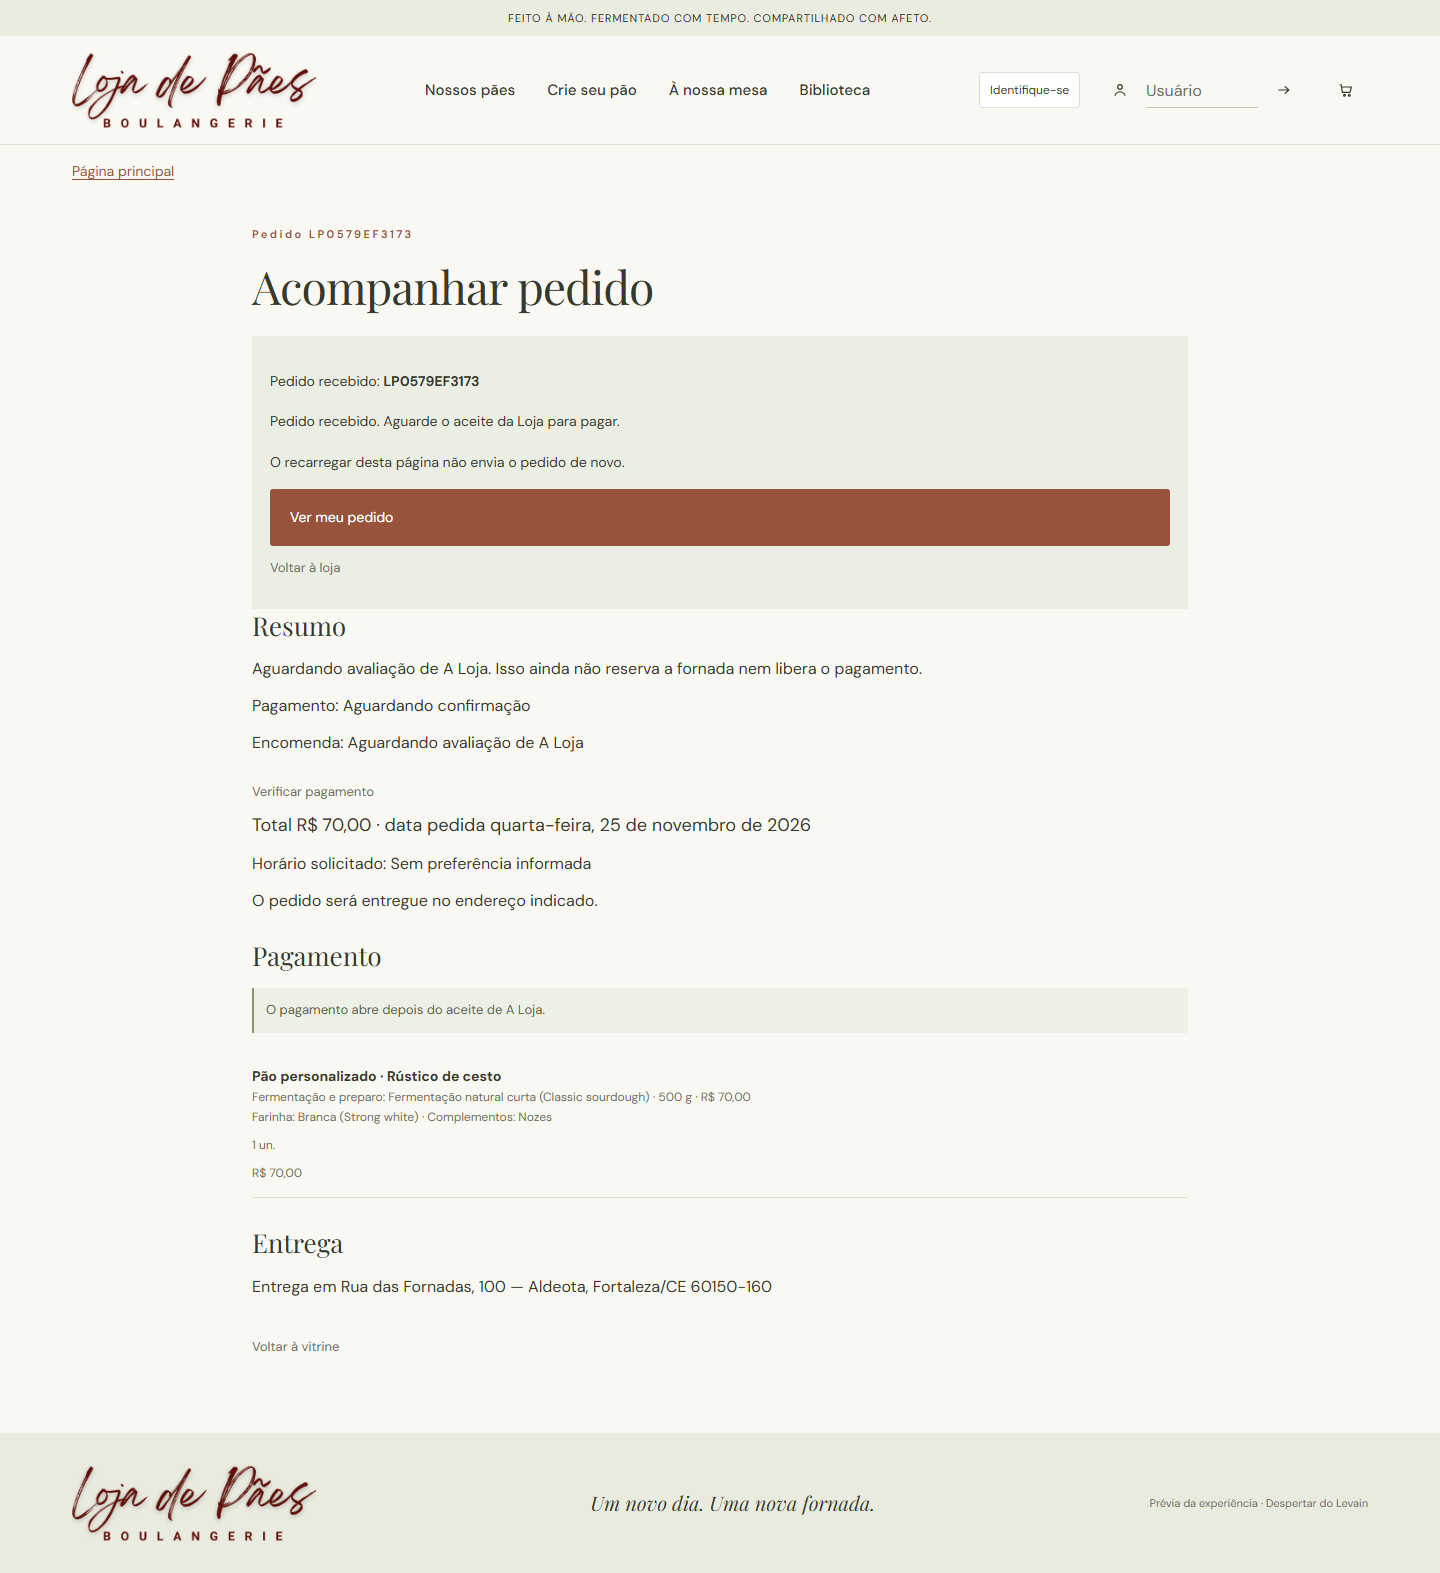 FEITO À MÃO. FERMENTADO COM TEMPO. COMPARTILHADO COM AFETO.
Loja de Pães
BOULANGERIE
Nossos pães
Crie seu pão
À nossa mesa
Biblioteca
Identifique-se
Usuário
Página principal
Pedido LP0579EF3173
Acompanhar pedido
Pedido recebido: LP0579EF3173
Pedido recebido. Aguarde o aceite da Loja para pagar.
O recarregar desta página não envia o pedido de novo.
Ver meu pedido
Voltar à loja
Resumo
Aguardando avaliação de A Loja. Isso ainda não reserva a fornada nem libera o pagamento.
Pagamento: Aguardando confirmação
Encomenda: Aguardando avaliação de A Loja
Verificar pagamento
Total R$ 70,00 · data pedida quarta-feira, 25 de novembro de 2026
Horário solicitado: Sem preferência informada
O pedido será entregue no endereço indicado.
Pagamento
O pagamento abre depois do aceite de A Loja.
Pão personalizado · Rústico de cesto
Fermentação e preparo: Fermentação natural curta (Classic sourdough) · 500 g · R$ 70,00
Farinha: Branca (Strong white) · Complementos: Nozes
1 un.
R$ 70,00
Entrega
Entrega em Rua das Fornadas, 100 — Aldeota, Fortaleza/CE 60150-160
Voltar à vitrine
Loja de Pães
BOULANGERIE
Um novo dia. Uma nova fornada.
Prévia da experiência · Despertar do Levain